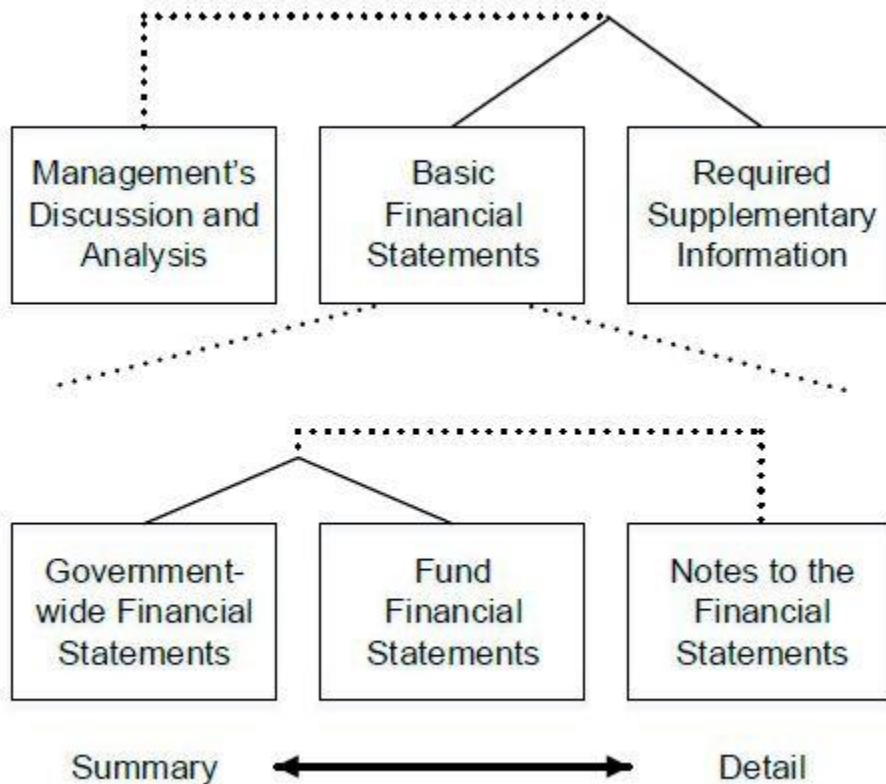 Management's
Discussion and
Analysis
Basic
Financial
Statements
Required
Supplementary
Information
Government-
wide Financial
Statements
Fund
Financial
Statements
Notes to the
Financial
Statements
Summary
Detail